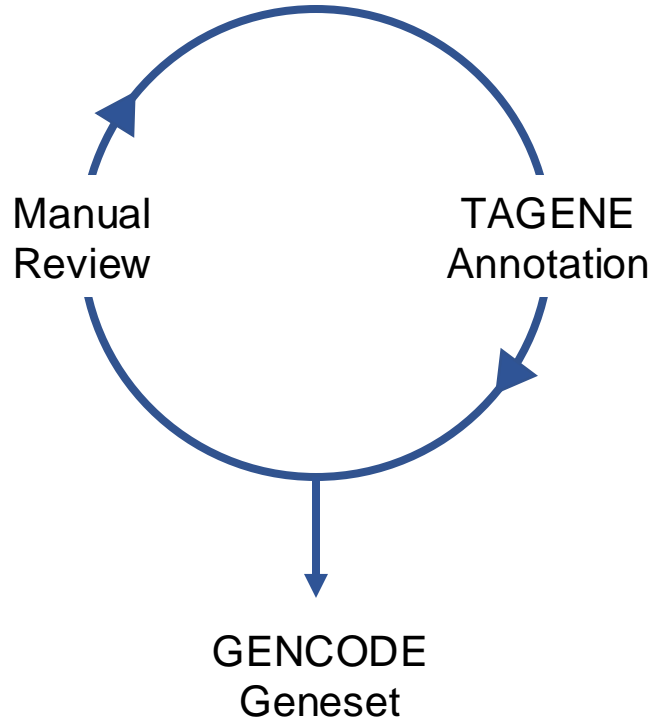 Manual
Review
TAGENE
Annotation
GENCODE
Geneset